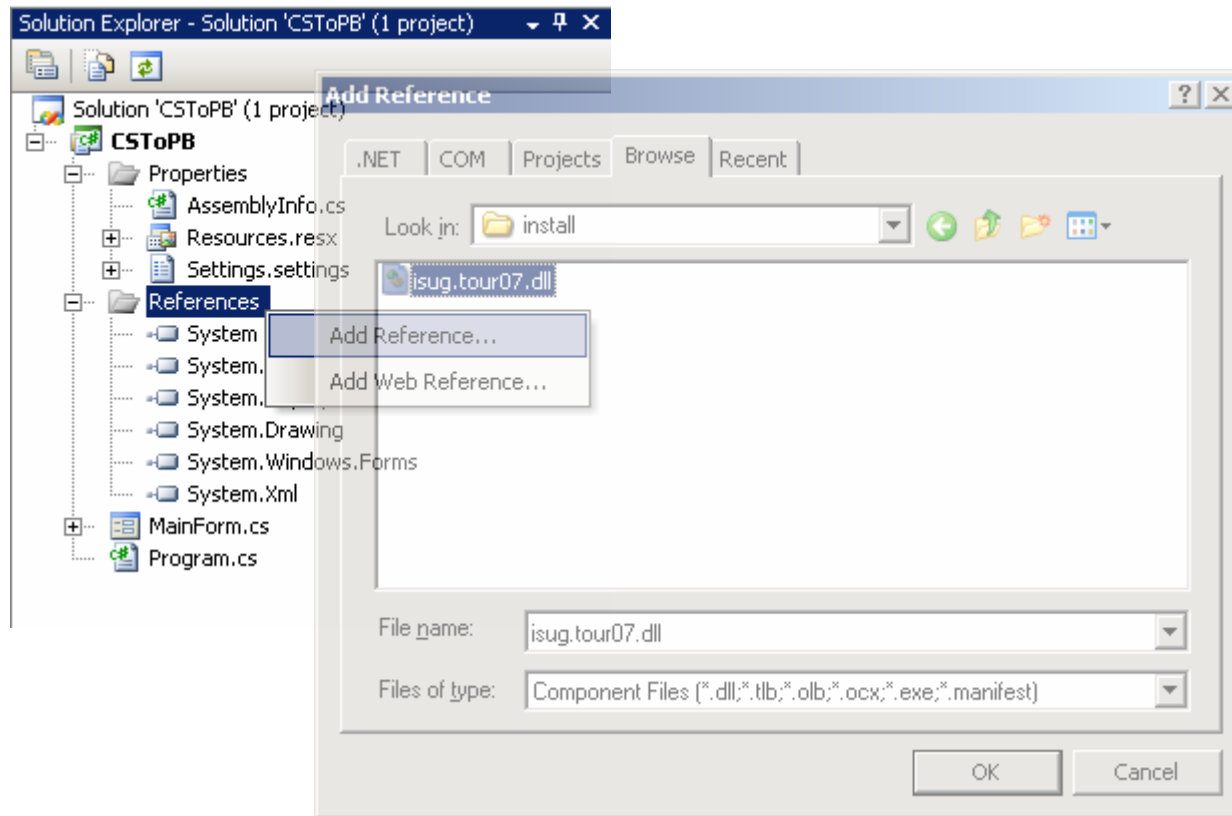 Solution Explorer - Solution 'CSToPB' (1 project)
Solution 'CSToPB' (1 project)
CSToPB
Properties
AssemblyInfo.cs
Resources.resx
Settings.settings
References
System
System.
System.
System.Drawing
System.Windows.Forms
System.Xml
MainForm.cs
Program.cs
Add Reference...
Add Web Reference...
Add Reference
.NET COM Projects Browse Recent
Look in: install
isug.tour07.dll
File name: isug.tour07.dll
Files of type: Component Files (*.dll;*.tlb;*.olb;*.ocx;*.exe;*.manifest)
OK Cancel